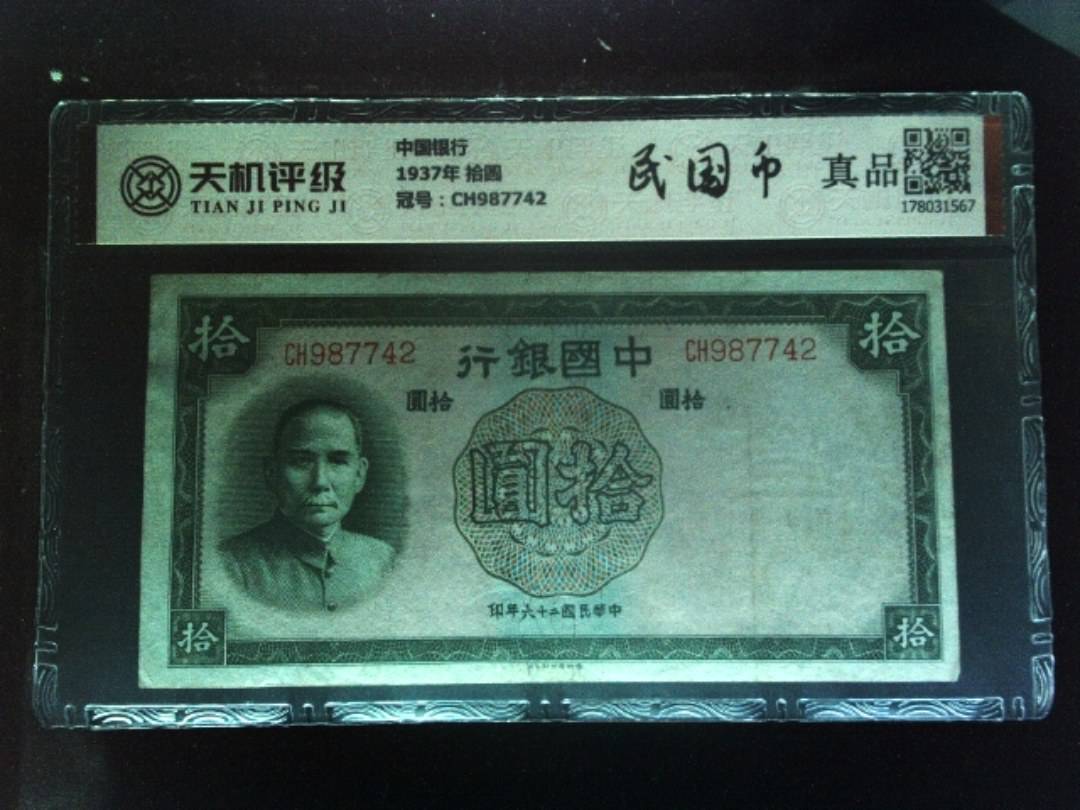 天机评级
TIAN JI PING JI
中国银行
1937年 拾圆
冠号：CH987742
民国币
真品
178031567
拾
拾
CH987742
行銀國中
CH987742
圓拾
圓拾
圓拾
印年六十二國民華中
拾
拾